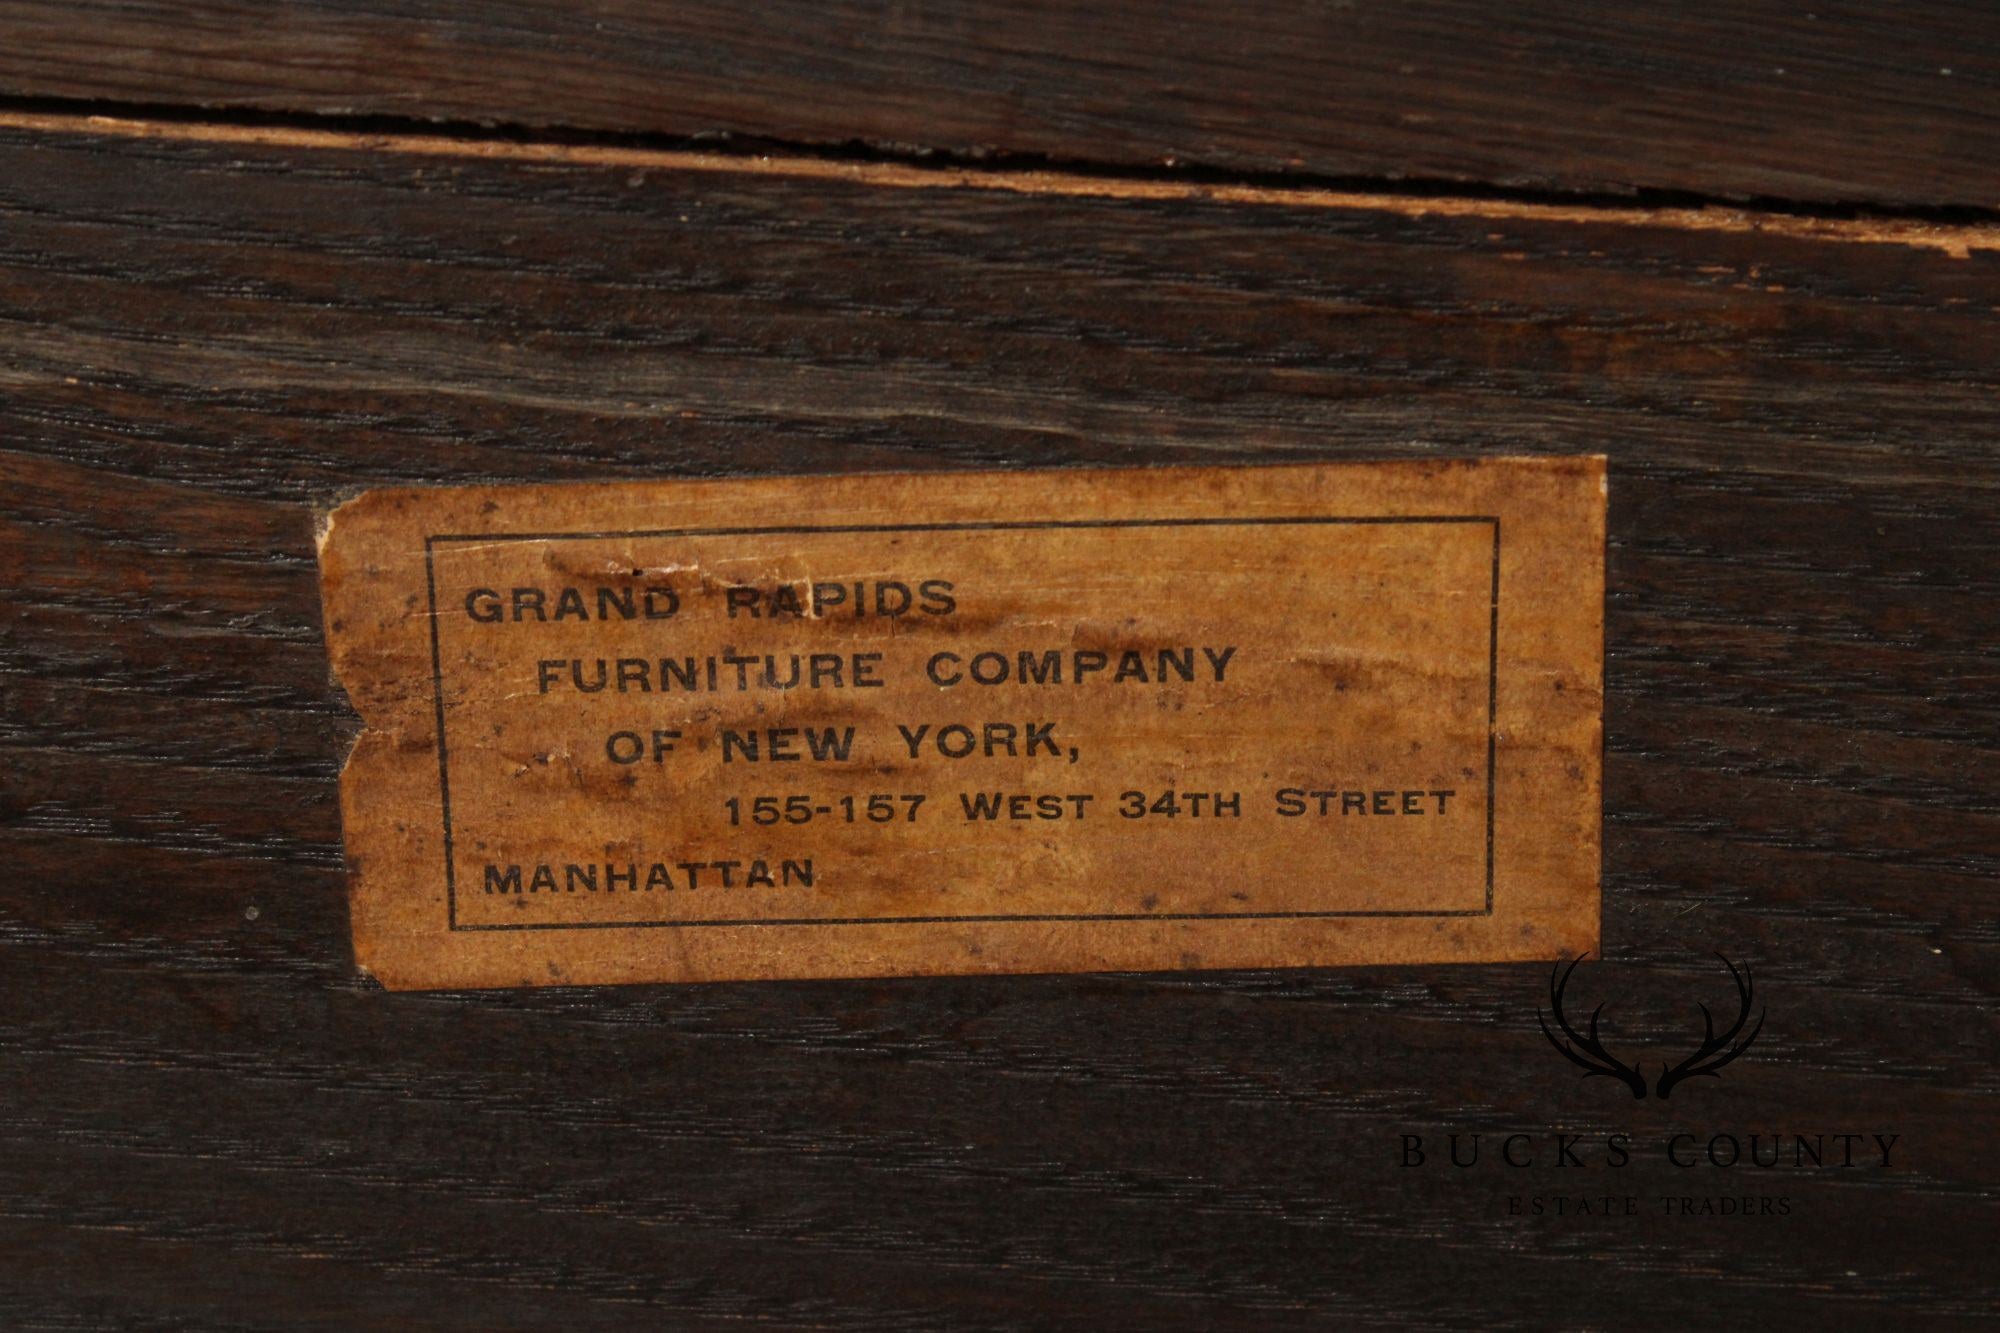 GRAND RAPIDS
FURNITURE COMPANY
OF NEW YORK,
155-157 WEST 34TH STREET
MANHATTAN
BUCKS COUNTY
ESTATE TRADERS